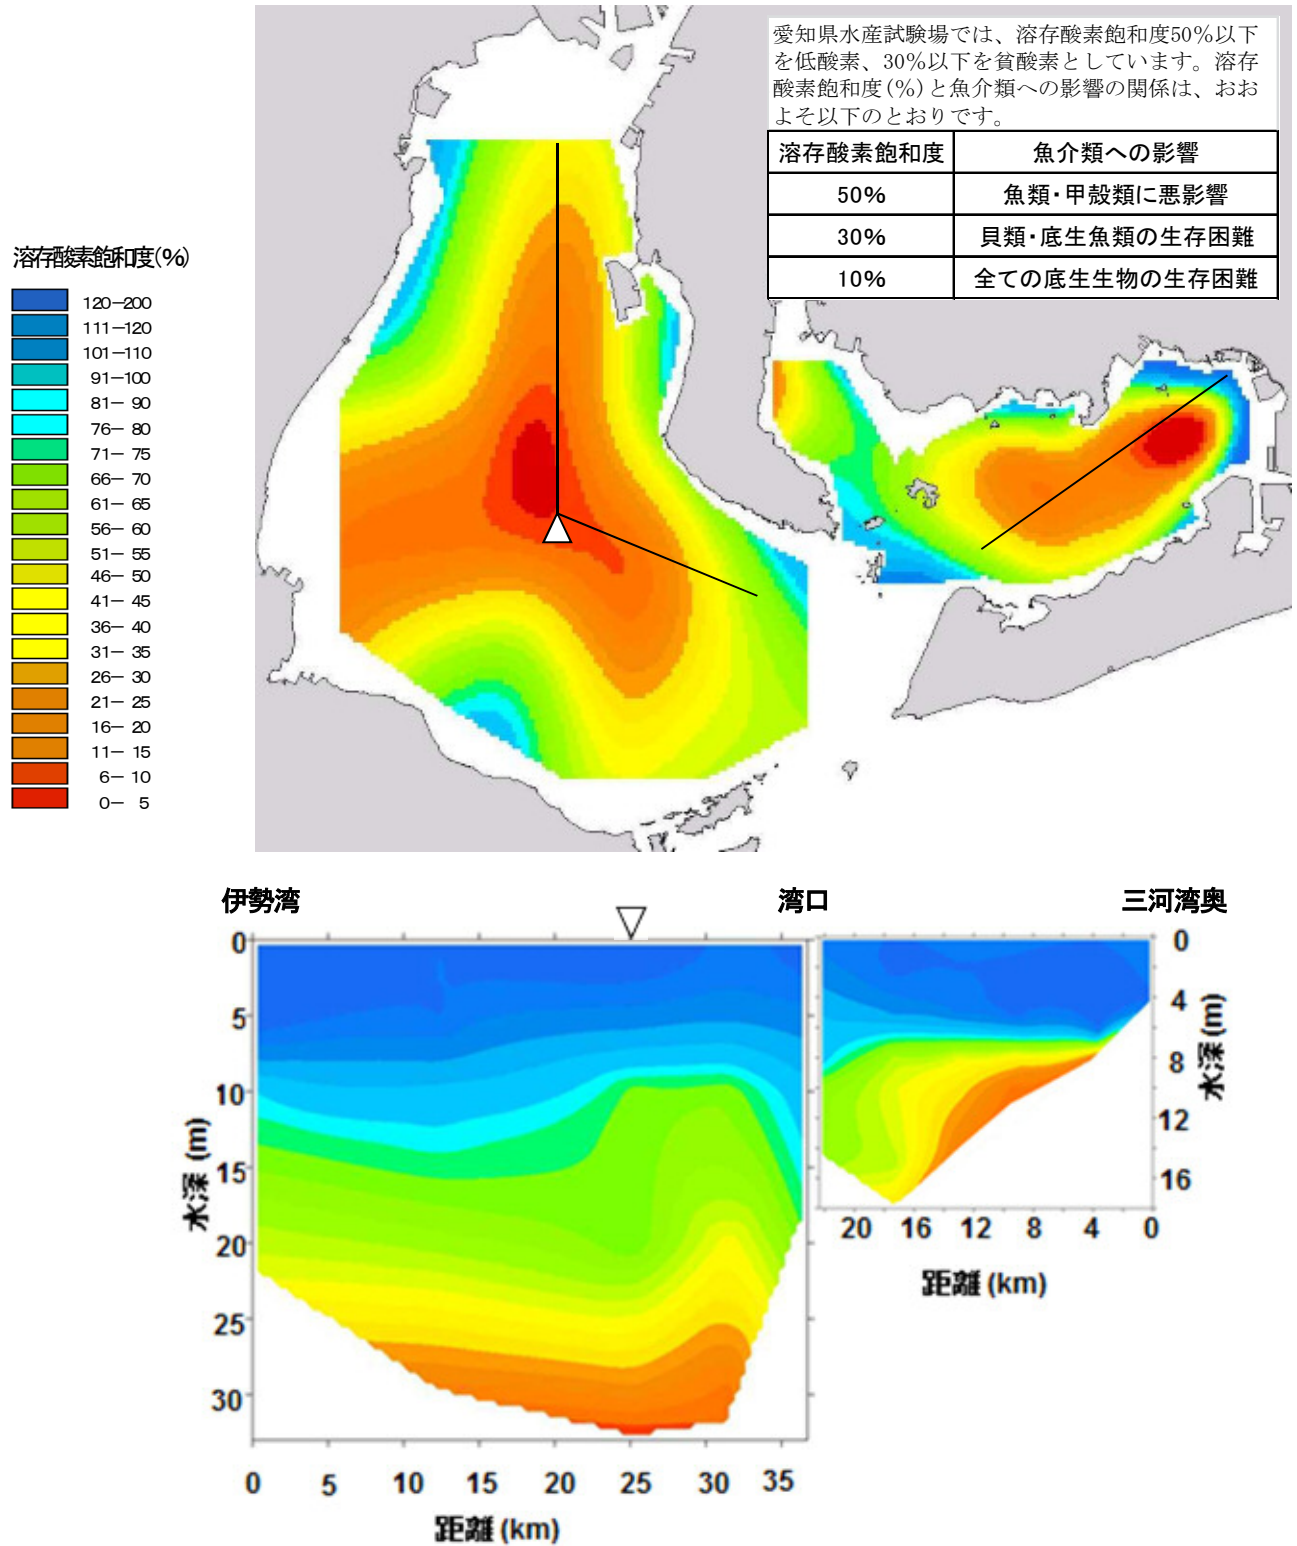 愛知県水産試験場では、溶存酸素飽和度50%以下
を低酸素、30%以下を貧酸素としています。溶存
酸素飽和度(%)と魚介類への影響の関係は、おお
よそ以下のとおりです。
溶存酸素飽和度 魚介類への影響
50% 魚類・甲殻類に悪影響
30% 貝類・底生魚類の生存困難
10% 全ての底生生物の生存困難
溶存酸素飽和度(%)
120-200
111-120
101-110
91-100
81- 90
76- 80
71- 75
66- 70
61- 65
56- 60
51- 55
46- 50
41- 45
36- 40
31- 35
26- 30
21- 25
16- 20
11- 15
6- 10
0- 5
伊勢湾 湾口 三河湾奥
0
5
10
15
20
25
30
水深 (m)
0 5 10 15 20 25 30 35
距離 (km)
0
4
8
12
16
水深 (m)
20 16 12 8 4 0
距離 (km)